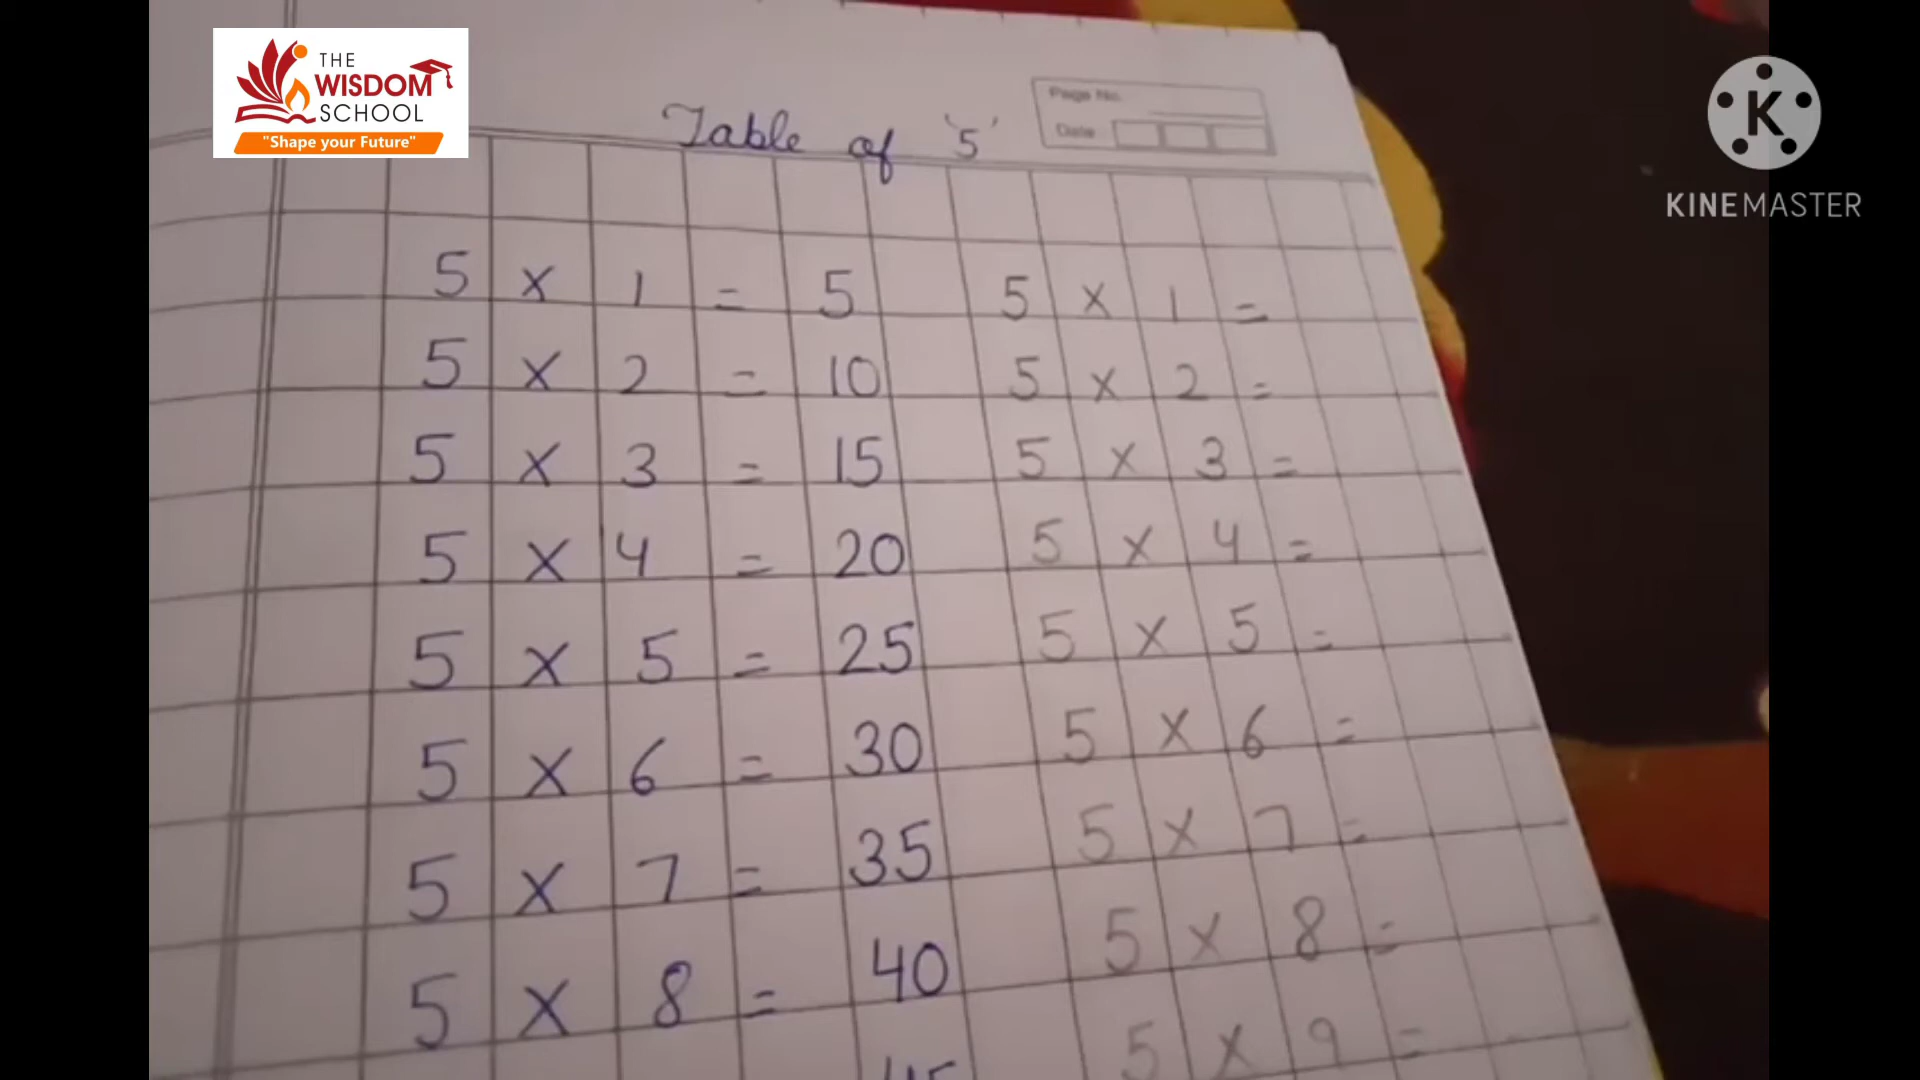 THE
WISDOM
SCHOOL
"Shape your Future"
Page No.
Date
K
KINEMASTER
Table of '5'
5 x 1 = 5 5 x 1 =
5 x 2 = 10 5 x 2 =
5 x 3 = 15 5 x 3 =
5 x 4 = 20 5 x 4 =
5 x 5 = 25 5 x 5 =
5 x 6 = 30 5 x 6 =
5 x 7 = 35 5 x 7 =
5 x 8 = 40 5 x 8 =
45 5 x 9 =